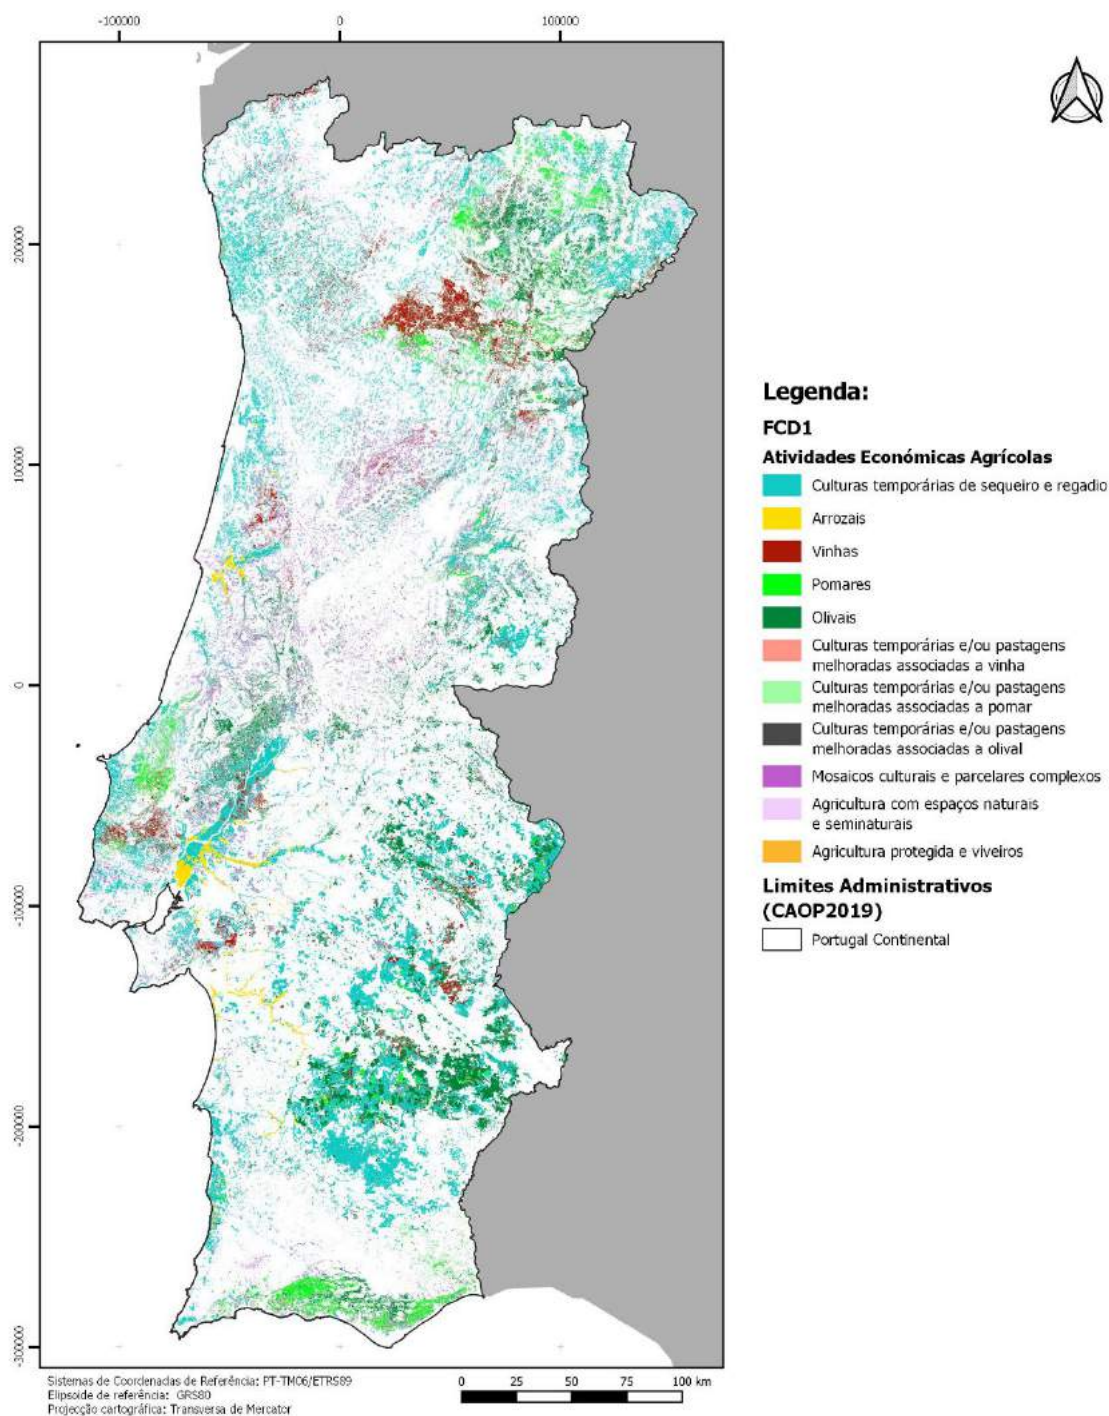 -100000
0
100000
200000
100000
0
-100000
-200000
-300000
Legenda:
FCD1
Atividades Económicas Agrícolas
Culturas temporárias de sequeiro e regadio
Arrozais
Vinhas
Pomares
Olivais
Culturas temporárias e/ou pastagens
melhoradas associadas a vinha
Culturas temporárias e/ou pastagens
melhoradas associadas a pomar
Culturas temporárias e/ou pastagens
melhoradas associadas a olival
Mosaicos culturais e parcelares complexos
Agricultura com espaços naturais
e seminaturais
Agricultura protegida e viveiros
Limites Administrativos
(CAOP2019)
Portugal Continental
Sistemas de Coordenadas de Referência: PT-TM06/ETRS89
Elipsoide de referência: GRS80
Projecção cartográfica: Transversa de Mercator
0 25 50 75 100 km